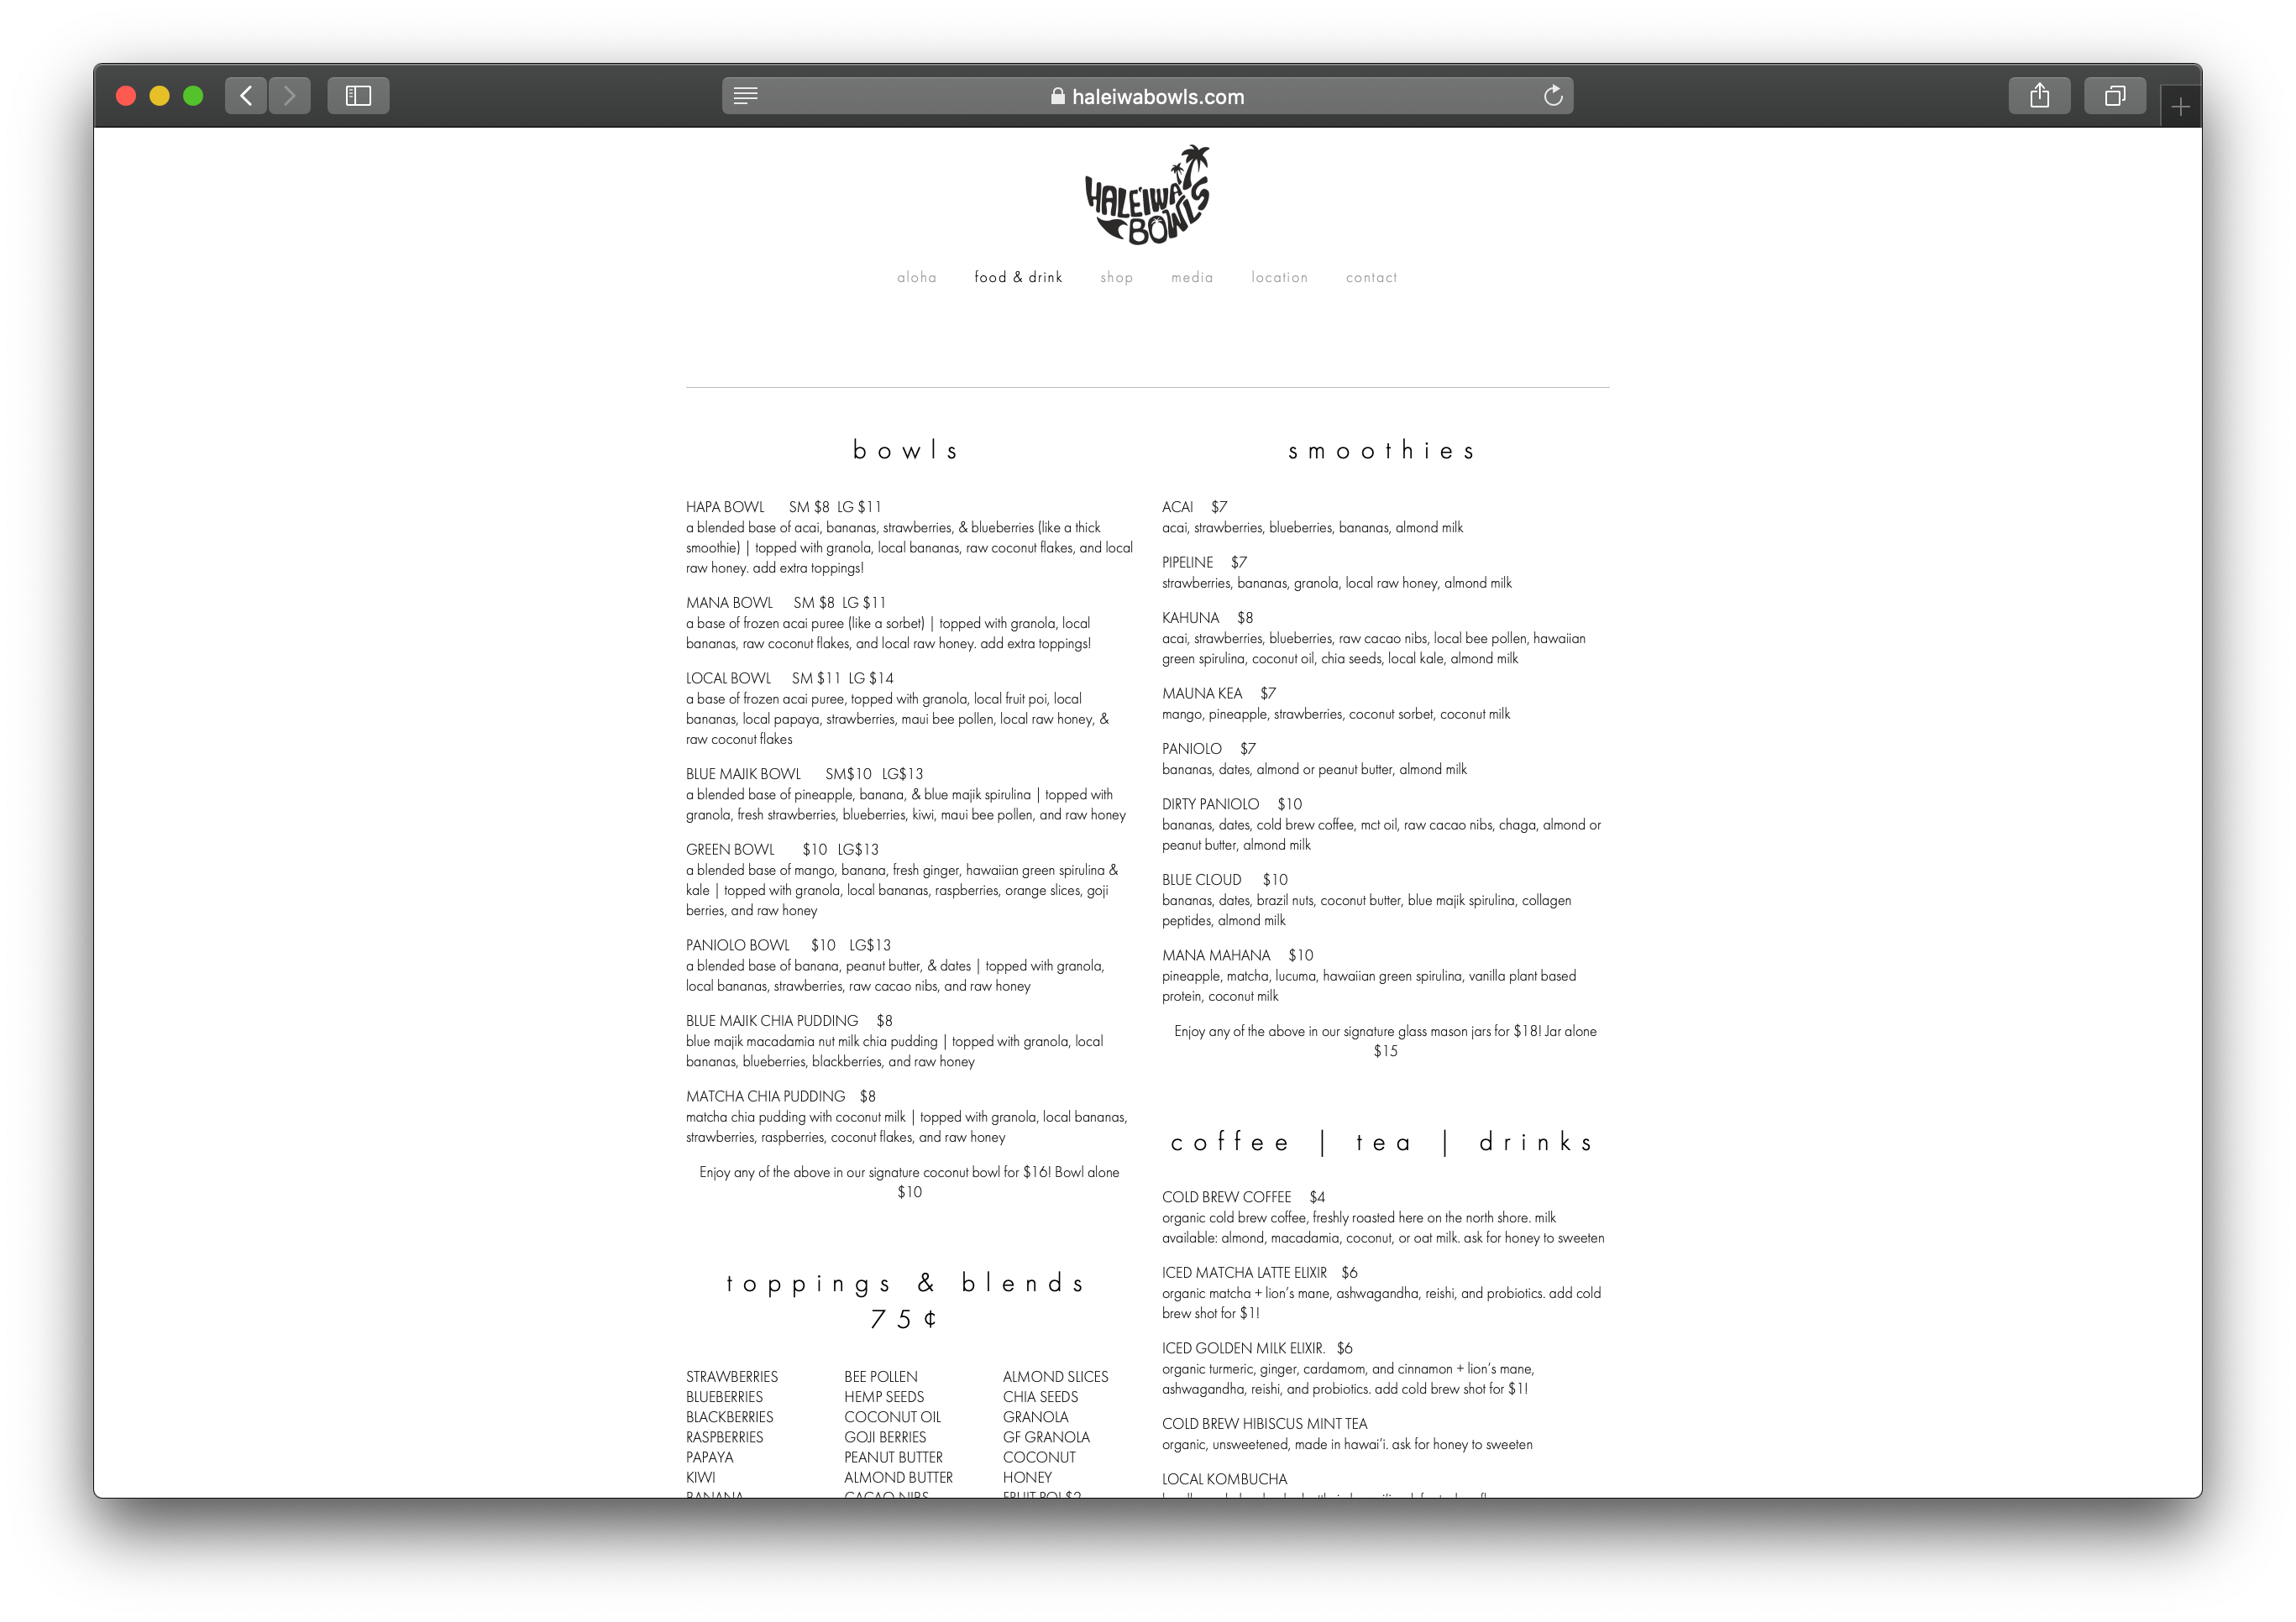 haleiwabowls.com
HALEIWA BOWLS
aloha food & drink shop media location contact
bowls
HAPA BOWL SM $8 LG $11
a blended base of acai, bananas, strawberries, & blueberries (like a thick
smoothie) | topped with granola, local bananas, raw coconut flakes, and local
raw honey. add extra toppings!
MANA BOWL SM $8 LG $11
a base of frozen acai puree (like a sorbet) | topped with granola, local
bananas, raw coconut flakes, and local raw honey. add extra toppings!
LOCAL BOWL SM $11 LG $14
a base of frozen acai puree, topped with granola, local fruit poi, local
bananas, local papaya, strawberries, maui bee pollen, local raw honey, &
raw coconut flakes
BLUE MAJIK BOWL SM$10 LG$13
a blended base of pineapple, banana, & blue majik spirulina | topped with
granola, fresh strawberries, blueberries, kiwi, maui bee pollen, and raw honey
GREEN BOWL $10 LG$13
a blended base of mango, banana, fresh ginger, hawaiian green spirulina &
kale | topped with granola, local bananas, raspberries, orange slices, goji
berries, and raw honey
PANIOLO BOWL $10 LG$13
a blended base of banana, peanut butter, & dates | topped with granola,
local bananas, strawberries, raw cacao nibs, and raw honey
BLUE MAJIK CHIA PUDDING $8
blue majik macadamia nut milk chia pudding | topped with granola, local
bananas, blueberries, blackberries, and raw honey
MATCHA CHIA PUDDING $8
matcha chia pudding with coconut milk | topped with granola, local bananas,
strawberries, raspberries, coconut flakes, and raw honey
Enjoy any of the above in our signature coconut bowl for $16! Bowl alone
$10
toppings & blends
75¢
STRAWBERRIES
BLUEBERRIES
BLACKBERRIES
RASPBERRIES
PAPAYA
KIWI
BANANA
BEE POLLEN
HEMP SEEDS
COCONUT OIL
GOJI BERRIES
PEANUT BUTTER
ALMOND BUTTER
CACAO NIBS
ALMOND SLICES
CHIA SEEDS
GRANOLA
GF GRANOLA
COCONUT
HONEY
FRUIT POI $2
smoothies
ACAI $7
acai, strawberries, blueberries, bananas, almond milk
PIPELINE $7
strawberries, bananas, granola, local raw honey, almond milk
KAHUNA $8
acai, strawberries, blueberries, raw cacao nibs, local bee pollen, hawaiian
green spirulina, coconut oil, chia seeds, local kale, almond milk
MAUNA KEA $7
mango, pineapple, strawberries, coconut sorbet, coconut milk
PANIOLO $7
bananas, dates, almond or peanut butter, almond milk
DIRTY PANIOLO $10
bananas, dates, cold brew coffee, mct oil, raw cacao nibs, chaga, almond or
peanut butter, almond milk
BLUE CLOUD $10
bananas, dates, brazil nuts, coconut butter, blue majik spirulina, collagen
peptides, almond milk
MANA MAHANA $10
pineapple, matcha, lucuma, hawaiian green spirulina, vanilla plant based
protein, coconut milk
Enjoy any of the above in our signature glass mason jars for $18! Jar alone
$15
coffee | tea | drinks
COLD BREW COFFEE $4
organic cold brew coffee, freshly roasted here on the north shore. milk
available: almond, macadamia, coconut, or oat milk. ask for honey to sweeten
ICED MATCHA LATTE ELIXIR $6
organic matcha + lion's mane, ashwagandha, reishi, and probiotics. add cold
brew shot for $1!
ICED GOLDEN MILK ELIXIR. $6
organic turmeric, ginger, cardamom, and cinnamon + lion's mane,
ashwagandha, reishi, and probiotics. add cold brew shot for $1!
COLD BREW HIBISCUS MINT TEA
organic, unsweetened, made in hawai'i. ask for honey to sweeten
LOCAL KOMBUCHA